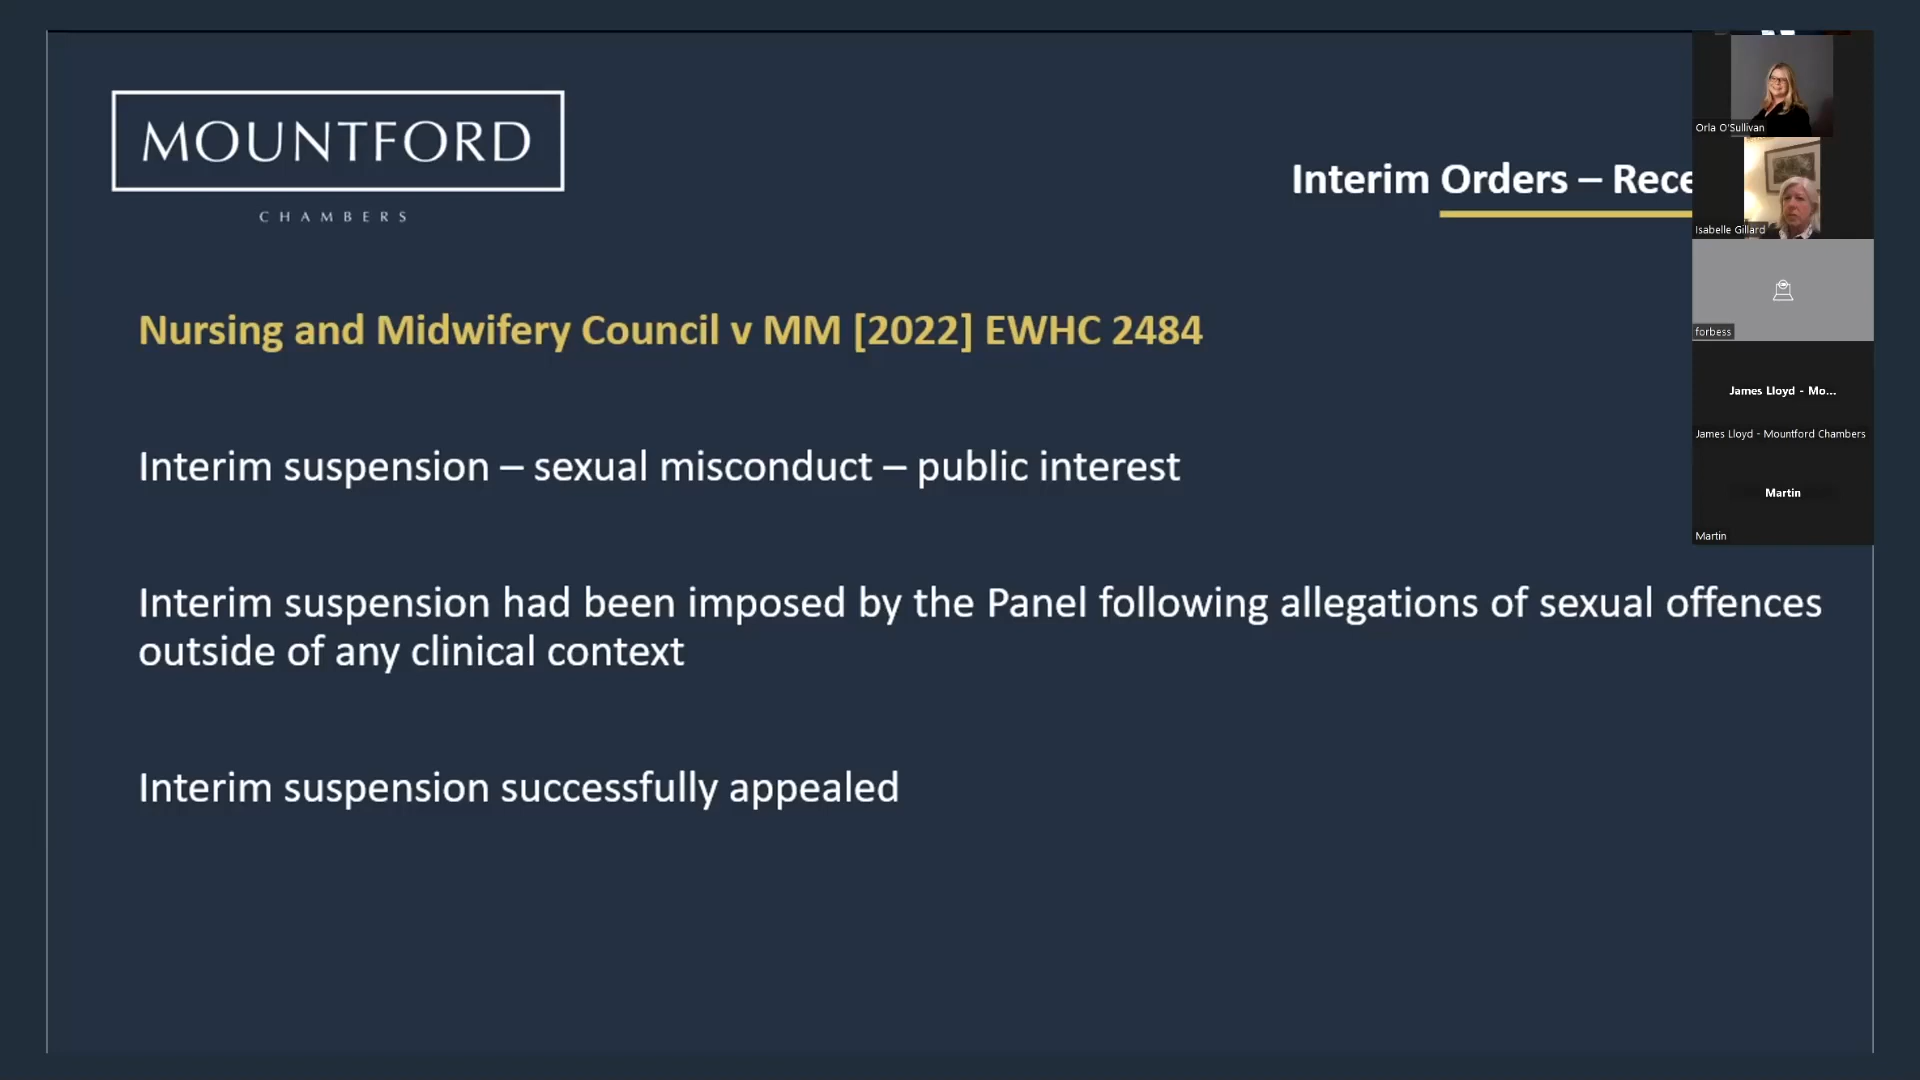 MOUNTFORD
CHAMBERS
Interim Orders – Rece
Nursing and Midwifery Council v MM [2022] EWHC 2484
Interim suspension – sexual misconduct – public interest
Interim suspension had been imposed by the Panel following allegations of sexual offences
outside of any clinical context
Interim suspension successfully appealed
Orla O'Sullivan
Isabelle Gillard
forbess
James Lloyd - Mo...
James Lloyd - Mountford Chambers
Martin
Martin